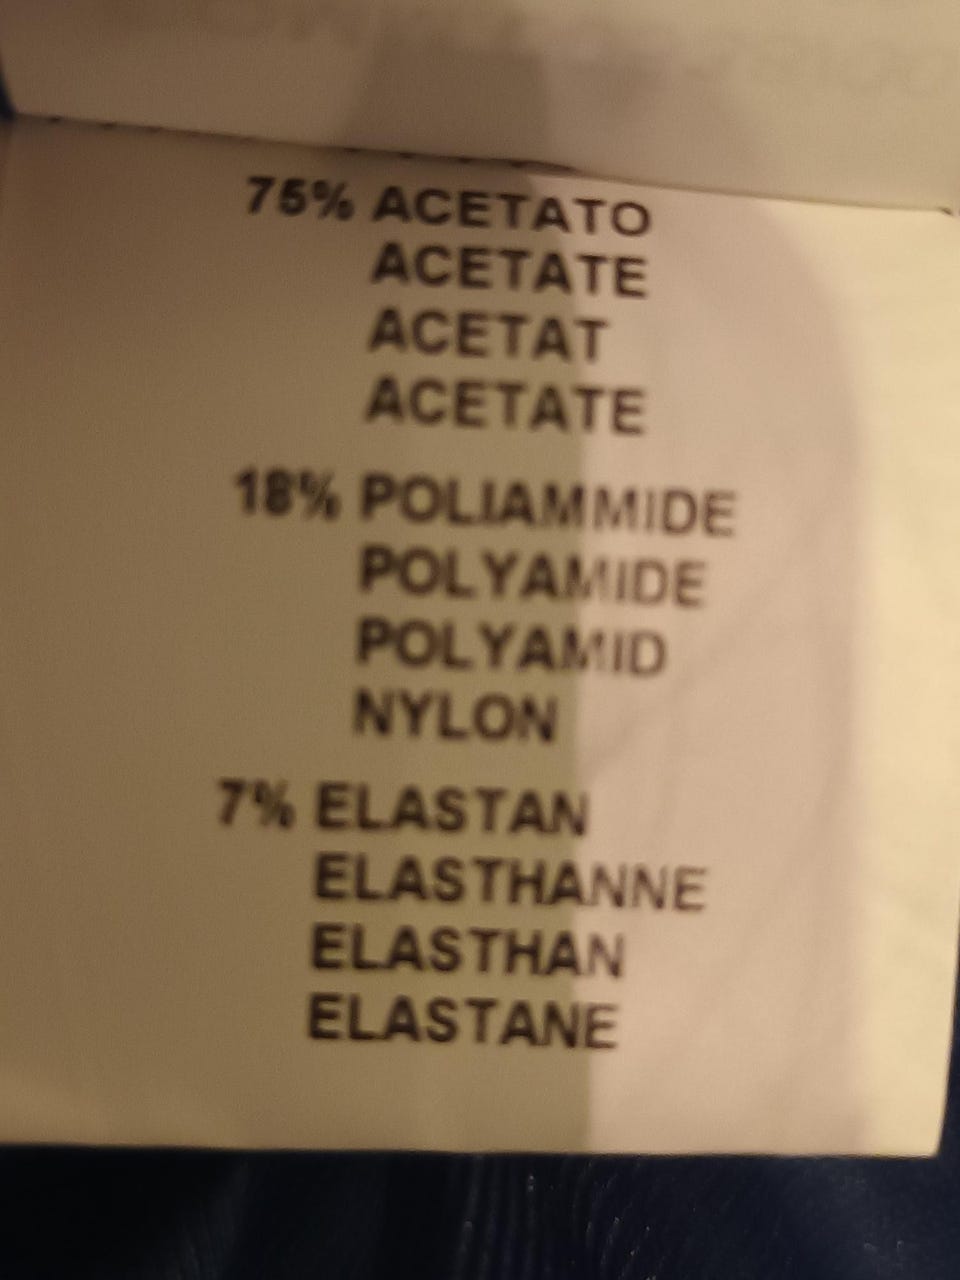 75% ACETATO
ACETATE
ACETAT
ACETATE
18% POLIAMMIDE
POLYAMIDE
POLYAMID
NYLON
7% ELASTAN
ELASTHANNE
ELASTHAN
ELASTANE